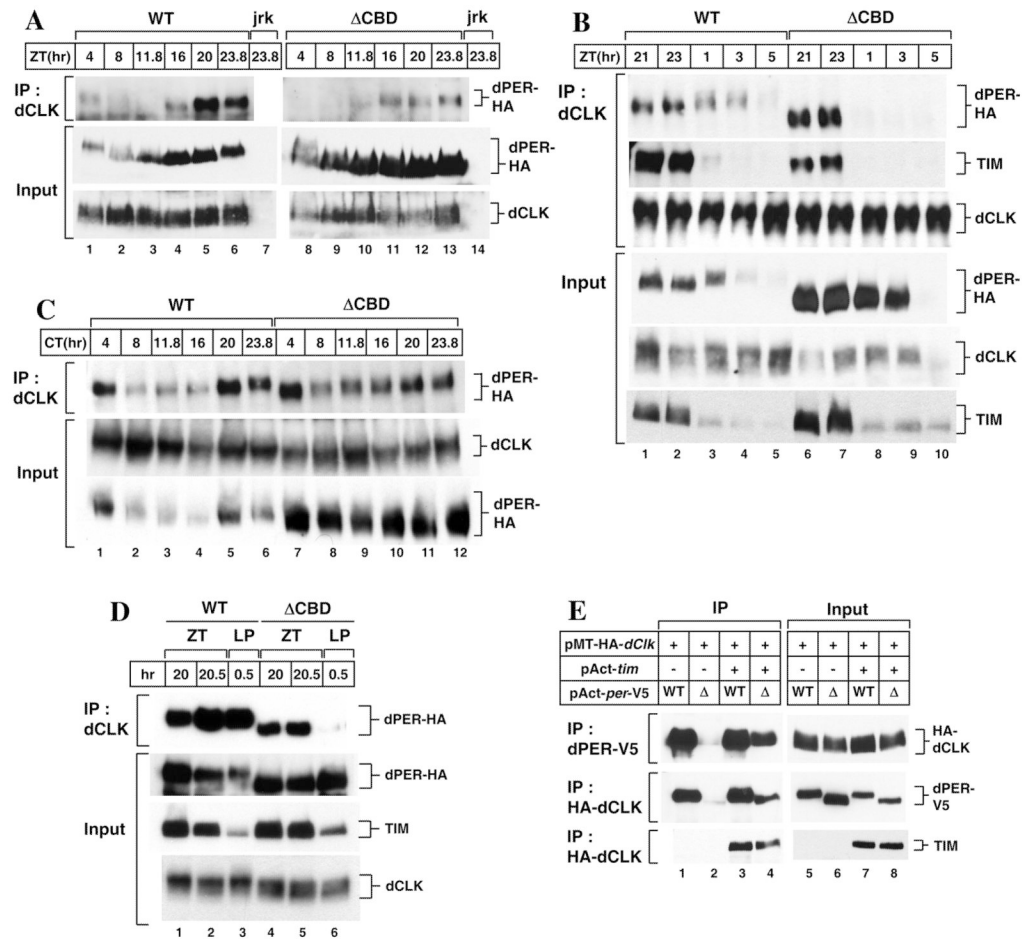 A
WT
jrk
ΔCBD
jrk
ZT(hr) 4 8 11.8 16 20 23.8 23.8 4 8 11.8 16 20 23.8 23.8
IP :
dCLK
dPER-
HA
Input
dPER-
HA
dCLK
1 2 3 4 5 6 7 8 9 10 11 12 13 14
B
WT
ΔCBD
ZT(hr) 21 23 1 3 5 21 23 1 3 5
IP :
dCLK
dPER-
HA
TIM
dCLK
Input
dPER-
HA
dCLK
TIM
1 2 3 4 5 6 7 8 9 10
C
WT
ΔCBD
CT(hr) 4 8 11.8 16 20 23.8 4 8 11.8 16 20 23.8
IP :
dCLK
dPER-
HA
Input
dCLK
dPER-
HA
1 2 3 4 5 6 7 8 9 10 11 12
D
WT
ΔCBD
ZT LP ZT LP
hr 20 20.5 0.5 20 20.5 0.5
IP :
dCLK
dPER-HA
Input
dPER-HA
TIM
dCLK
1 2 3 4 5 6
E
IP
Input
pMT-HA-dClk + + + + + + + +
pAct-tim - - + + - - + +
pAct-per-V5 WT Δ WT Δ WT Δ WT Δ
IP :
dPER-V5
HA-
dCLK
IP :
HA-dCLK
dPER-
V5
IP :
HA-dCLK
TIM
1 2 3 4 5 6 7 8